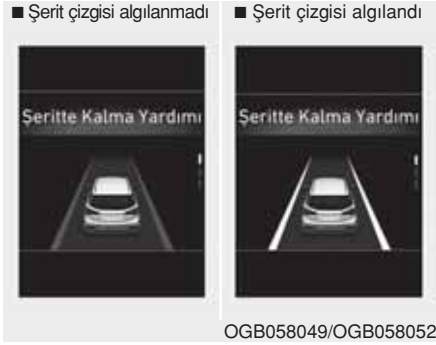 ■ Şerit çizgisi algılanmadı
■ Şerit çizgisi algılandı
Şeritte Kalma Yardımı
Şeritte Kalma Yardımı
OGB058049/OGB058052